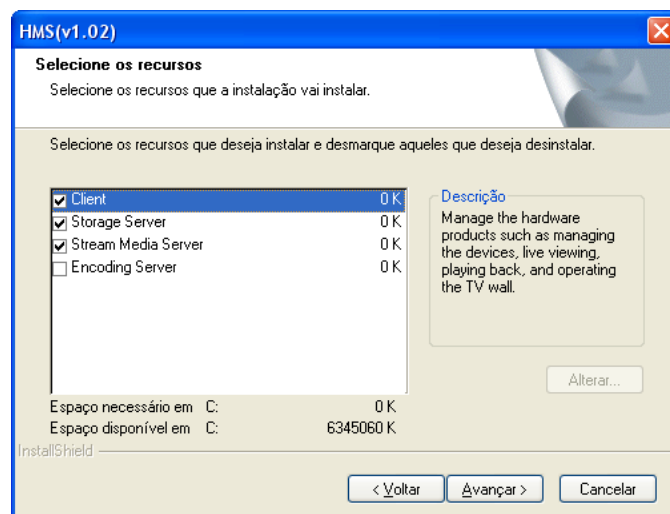 HMS(v1.02)
Selecione os recursos
Selecione os recursos que a instalação vai instalar.
Selecione os recursos que deseja instalar e desmarque aqueles que deseja desinstalar.
Client 0 K
Storage Server 0 K
Stream Media Server 0 K
Encoding Server 0 K
Descrição
Manage the hardware
products such as managing
the devices, live viewing,
playing back, and operating
the TV wall.
Alterar...
Espaço necessário em C: 0 K
Espaço disponível em C: 6345060 K
InstallShield
< Voltar Avançar > Cancelar